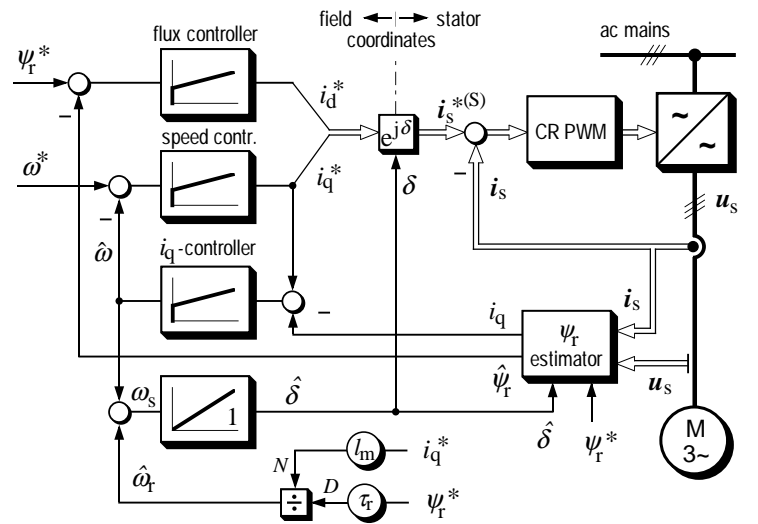 field stator
coordinates
flux controller
ac mains
ψr*
id*
is*(S)
–
e^jδ
CR PWM
~
~
speed contr.
ω*
iq*
δ
–
is
us
–
ω̂
iq-controller
–
iq
is
ψr
estimator
ψ̂r
us
ωs
1
δ̂
δ̂
ψr*
M
3~
ω̂r
N
lm
iq*
÷
D
τr
ψr*